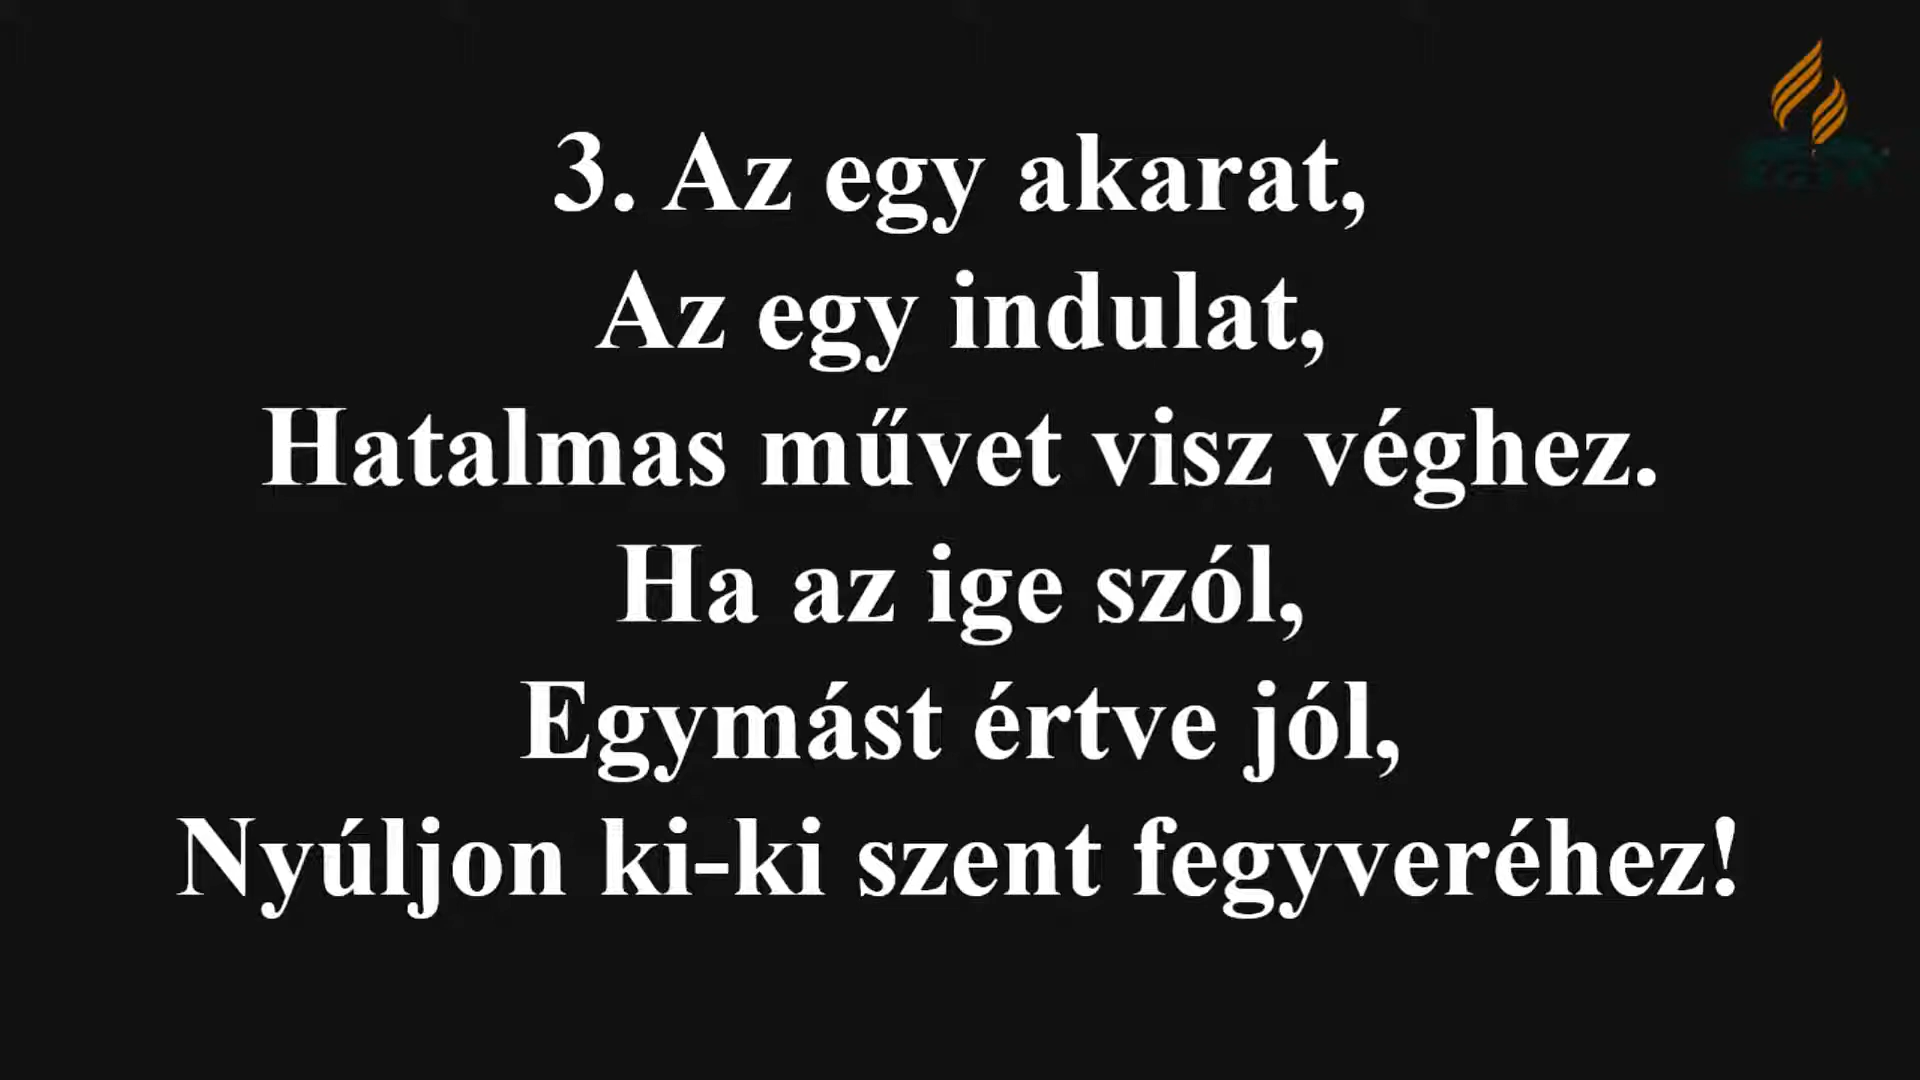 3. Az egy akarat,
Az egy indulat,
Hatalmas művet visz véghez.
Ha az ige szól,
Egymást értve jól,
Nyúljon ki-ki szent fegyveréhez!